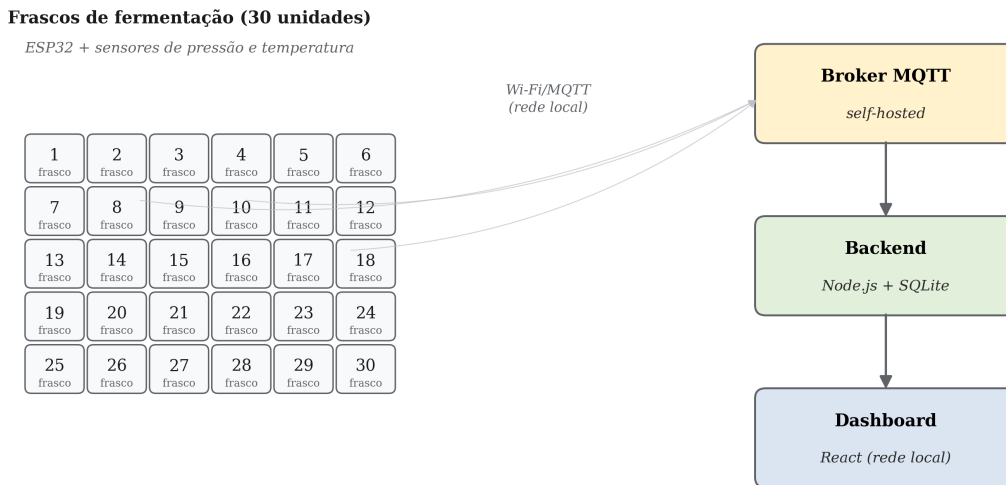 Frascos de fermentação (30 unidades)
ESP32 + sensores de pressão e temperatura
Wi-Fi/MQTT
(rede local)
1 2 3 4 5 6
frasco frasco frasco frasco frasco frasco
7 8 9 10 11 12
frasco frasco frasco frasco frasco frasco
13 14 15 16 17 18
frasco frasco frasco frasco frasco frasco
19 20 21 22 23 24
frasco frasco frasco frasco frasco frasco
25 26 27 28 29 30
frasco frasco frasco frasco frasco frasco
Broker MQTT
self-hosted
Backend
Node.js + SQLite
Dashboard
React (rede local)